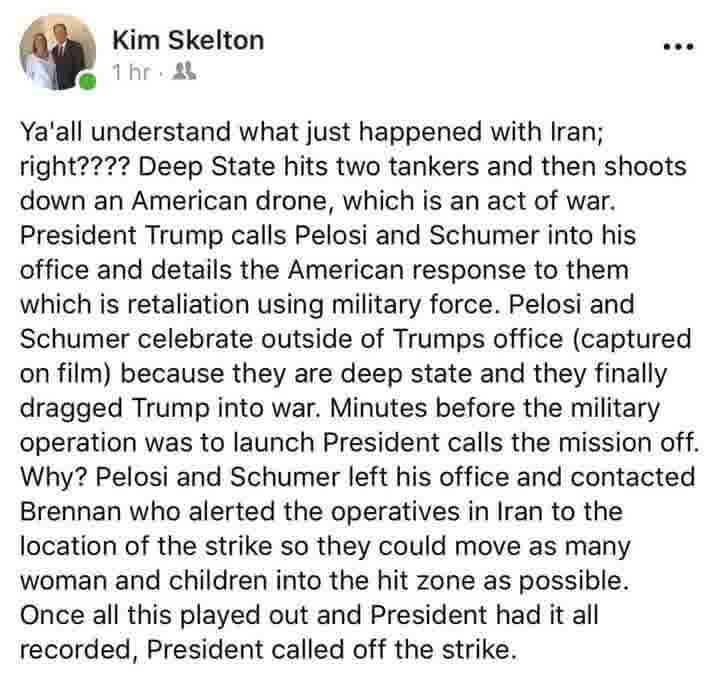 Kim Skelton
1 hr ·
Ya'all understand what just happened with Iran;
right???? Deep State hits two tankers and then shoots
down an American drone, which is an act of war.
President Trump calls Pelosi and Schumer into his
office and details the American response to them
which is retaliation using military force. Pelosi and
Schumer celebrate outside of Trumps office (captured
on film) because they are deep state and they finally
dragged Trump into war. Minutes before the military
operation was to launch President calls the mission off.
Why? Pelosi and Schumer left his office and contacted
Brennan who alerted the operatives in Iran to the
location of the strike so they could move as many
woman and children into the hit zone as possible.
Once all this played out and President had it all
recorded, President called off the strike.